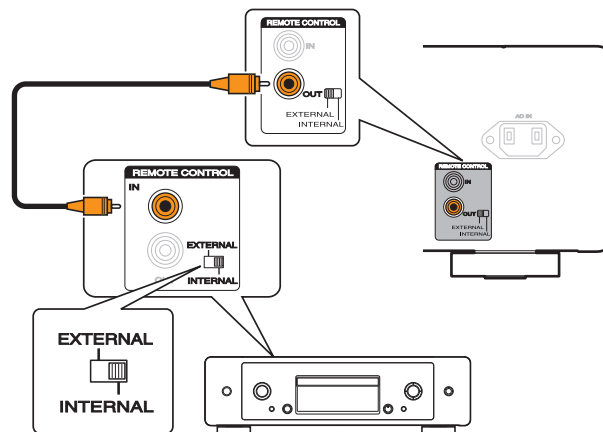 REMOTE CONTROL
IN
OUT
EXTERNAL
INTERNAL
AC IN
REMOTE CONTROL
IN
OUT
EXTERNAL
INTERNAL
REMOTE CONTROL
IN
EXTERNAL
INTERNAL
EXTERNAL
INTERNAL